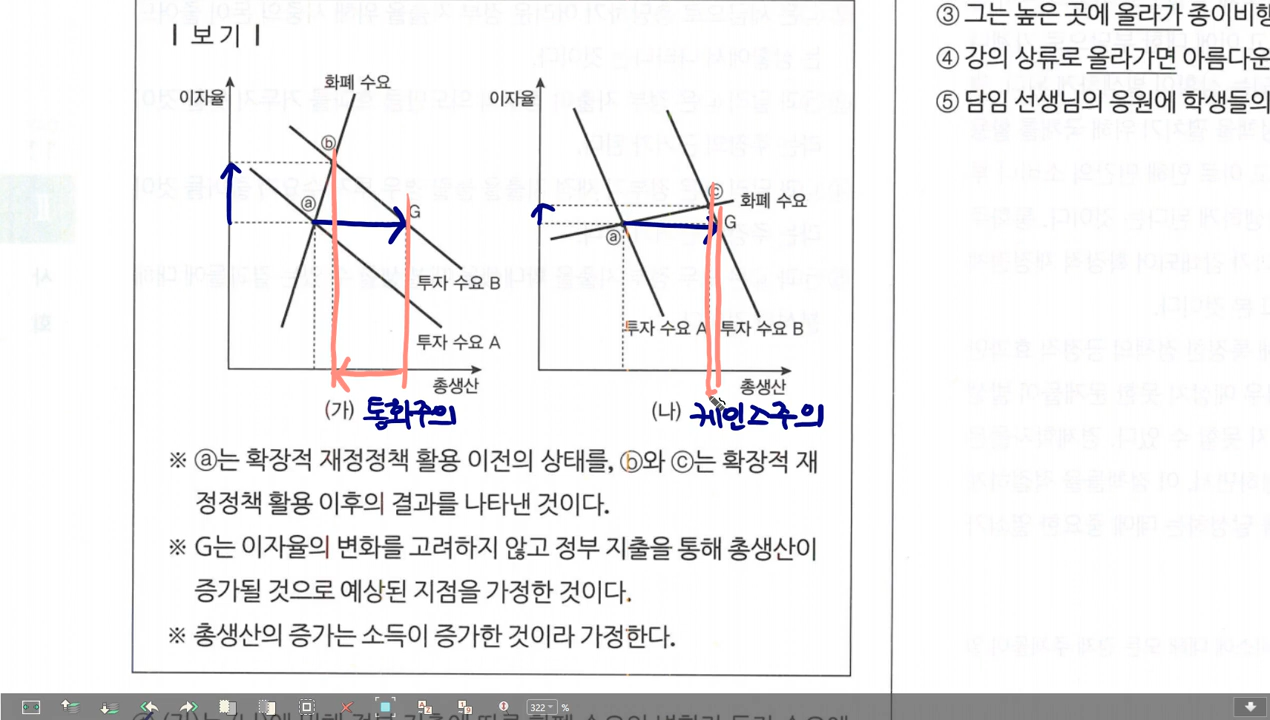 | 보기 |
화폐 수요
이자율
ⓑ
ⓐ
G
투자 수요 B
투자 수요 A
총생산
(가) 통화주의
이자율
ⓒ
화폐 수요
G
ⓐ
투자 수요 A
투자 수요 B
총생산
(나) 케인즈주의
※ ⓐ는 확장적 재정정책 활용 이전의 상태를, ⓑ와 ⓒ는 확장적 재
정정책 활용 이후의 결과를 나타낸 것이다.
※ G는 이자율의 변화를 고려하지 않고 정부 지출을 통해 총생산이
증가될 것으로 예상된 지점을 가정한 것이다.
※ 총생산의 증가는 소득이 증가한 것이라 가정한다.
③ 그는 높은 곳에 올라가 종이비행
④ 강의 상류로 올라가면 아름다운
⑤ 담임 선생님의 응원에 학생들의
322 %